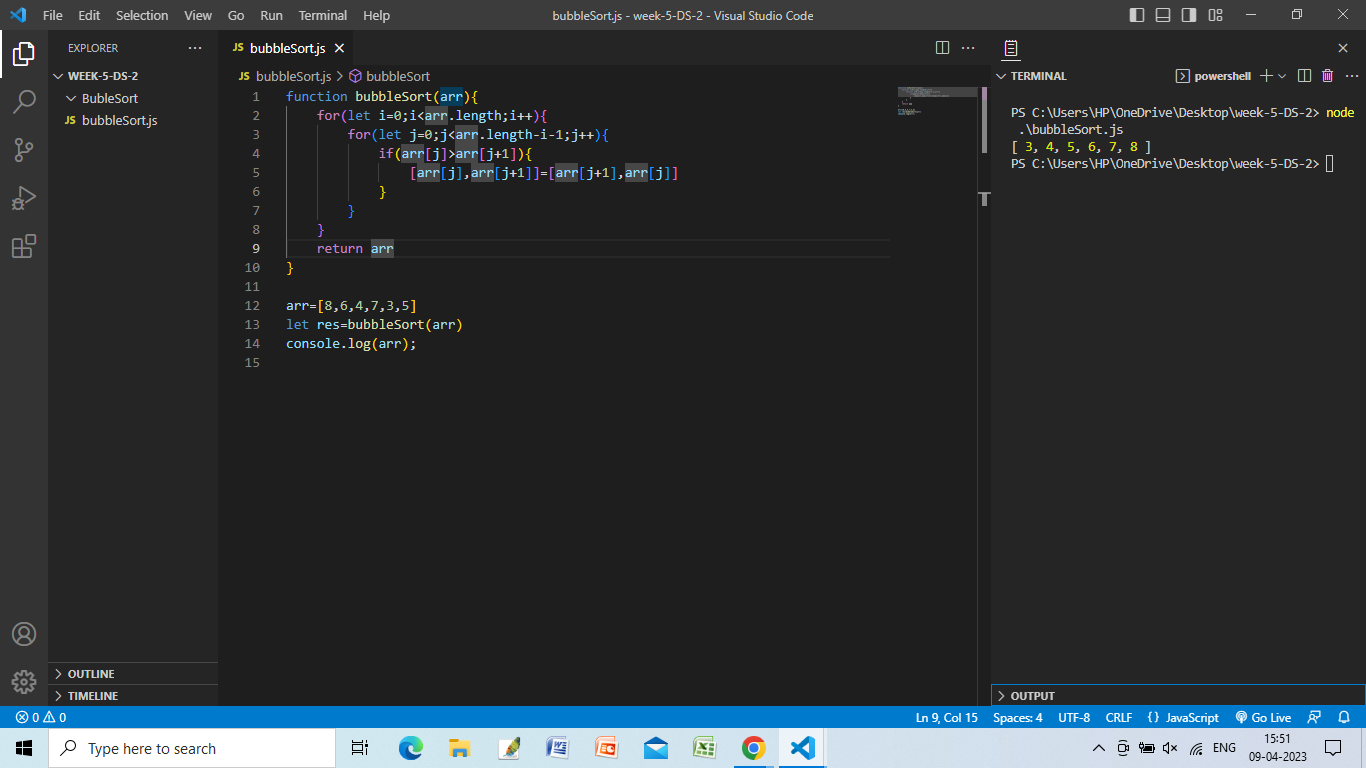 File Edit Selection View Go Run Terminal Help bubbleSort.js - week-5-DS-2 - Visual Studio Code
EXPLORER
WEEK-5-DS-2
BubleSort
JS bubbleSort.js
OUTLINE
TIMELINE
JS bubbleSort.js
JS bubbleSort.js > bubbleSort
1 function bubbleSort(arr){
2     for(let i=0;i<arr.length;i++){
3         for(let j=0;j<arr.length-i-1;j++){
4             if(arr[j]>arr[j+1]){
5                 [arr[j],arr[j+1]]=[arr[j+1],arr[j]]
6             }
7         }
8     }
9     return arr
10 }
11
12 arr=[8,6,4,7,3,5]
13 let res=bubbleSort(arr)
14 console.log(arr);
15
TERMINAL powershell
PS C:\Users\HP\OneDrive\Desktop\week-5-DS-2> node
 .\bubbleSort.js
[ 3, 4, 5, 6, 7, 8 ]
PS C:\Users\HP\OneDrive\Desktop\week-5-DS-2>
OUTPUT
0 0 Ln 9, Col 15 Spaces: 4 UTF-8 CRLF {} JavaScript Go Live
Type here to search
ENG
15:51
09-04-2023